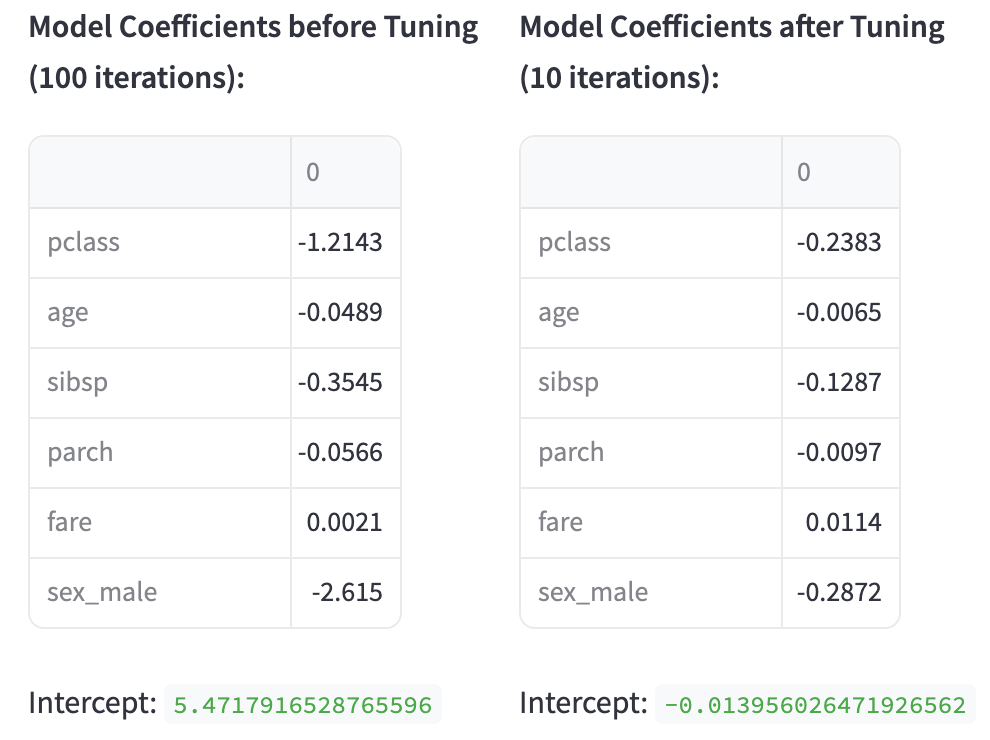 Model Coefficients before Tuning
(100 iterations):
0
pclass -1.2143
age -0.0489
sibsp -0.3545
parch -0.0566
fare 0.0021
sex_male -2.615
Intercept: 5.4717916528765596
Model Coefficients after Tuning
(10 iterations):
0
pclass -0.2383
age -0.0065
sibsp -0.1287
parch -0.0097
fare 0.0114
sex_male -0.2872
Intercept: -0.013956026471926562